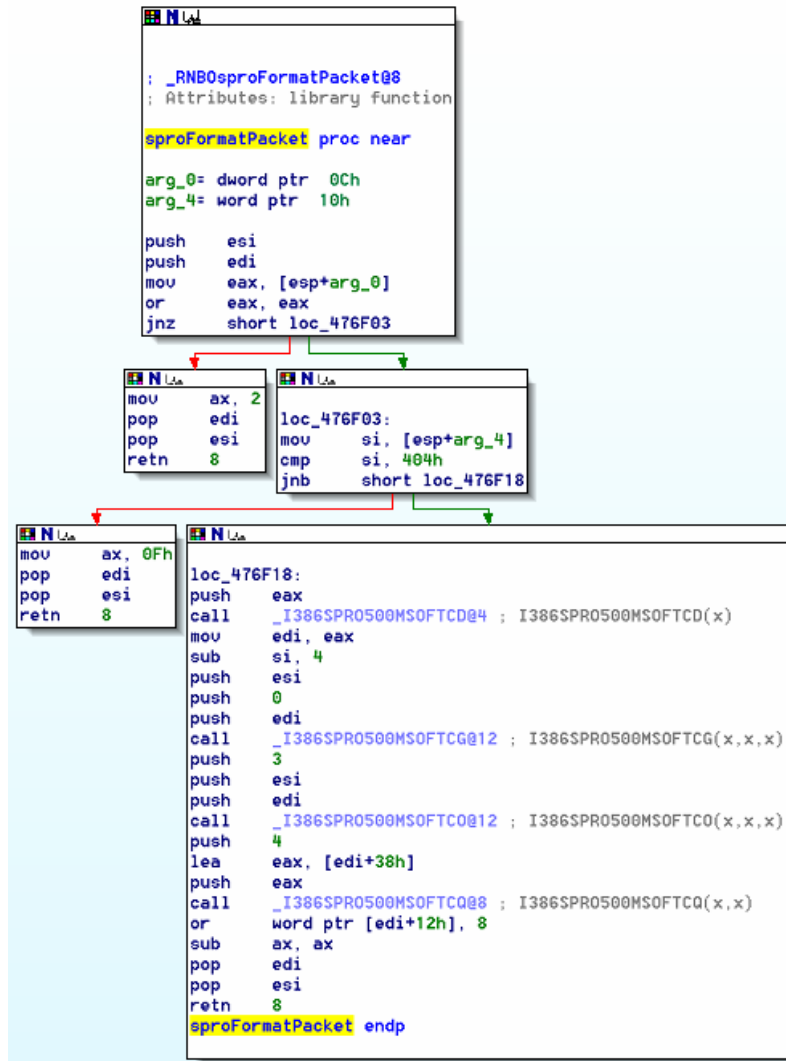 ; _RNBOsproFormatPacket@8
; Attributes: library function
sproFormatPacket proc near
arg_0= dword ptr  0Ch
arg_4= word ptr  10h
push    esi
push    edi
mov     eax, [esp+arg_0]
or      eax, eax
jnz     short loc_476F03
mov     ax, 2
pop     edi
pop     esi
retn    8
loc_476F03:
mov     si, [esp+arg_4]
cmp     si, 404h
jnb     short loc_476F18
mov     ax, 0Fh
pop     edi
pop     esi
retn    8
loc_476F18:
push    eax
call    _I386SPRO500MSOFTCD@4 ; I386SPRO500MSOFTCD(x)
mov     edi, eax
sub     si, 4
push    esi
push    0
push    edi
call    _I386SPRO500MSOFTCG@12 ; I386SPRO500MSOFTCG(x,x,x)
push    3
push    esi
push    edi
call    _I386SPRO500MSOFTCO@12 ; I386SPRO500MSOFTCO(x,x,x)
push    4
lea     eax, [edi+38h]
push    eax
call    _I386SPRO500MSOFTCQ@8 ; I386SPRO500MSOFTCQ(x,x)
or      word ptr [edi+12h], 8
sub     ax, ax
pop     edi
pop     esi
retn    8
sproFormatPacket endp